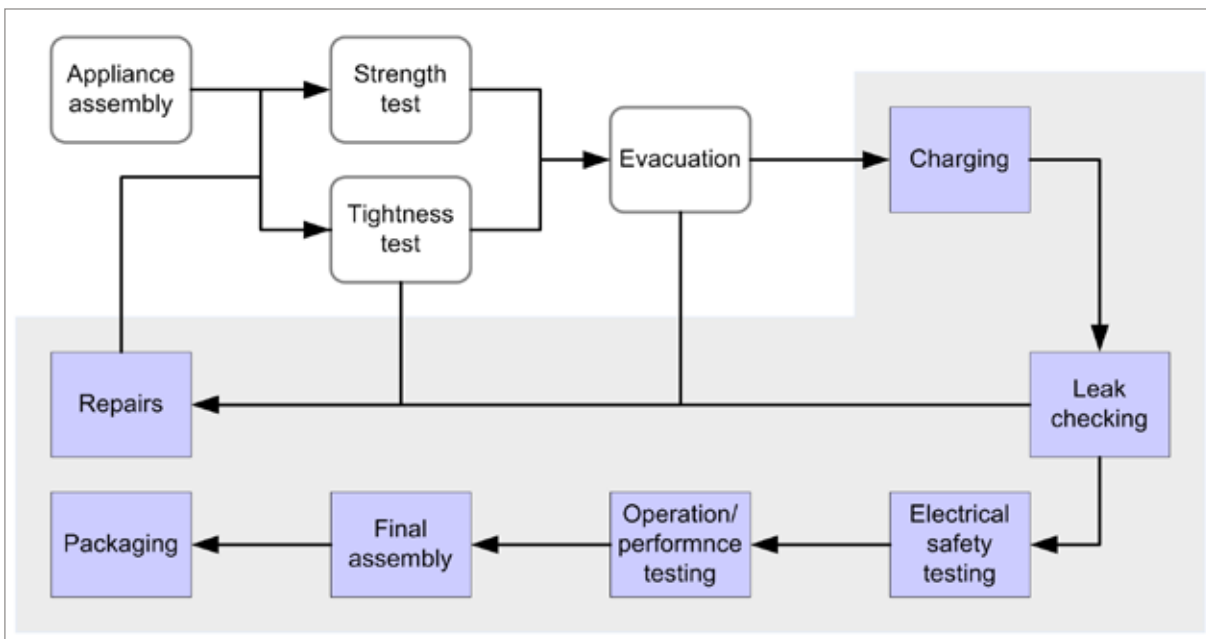 Appliance
assembly
Strength
test
Tightness
test
Evacuation
Charging
Repairs
Leak
checking
Packaging
Final
assembly
Operation/
performnce
testing
Electrical
safety
testing